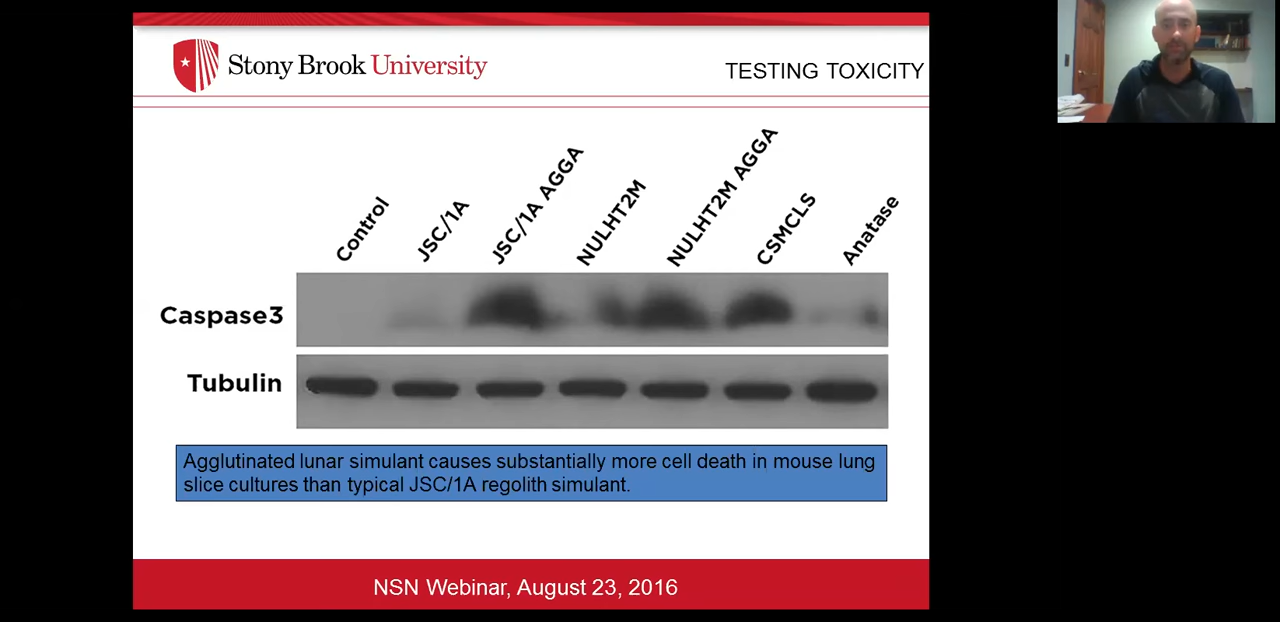 Stony Brook University
TESTING TOXICITY
Control
JSC/1A
JSC/1A AGGA
NULHT2M
NULHT2M AGGA
CSMCLS
Anatase
Caspase3
Tubulin
Agglutinated lunar simulant causes substantially more cell death in mouse lung
slice cultures than typical JSC/1A regolith simulant.
NSN Webinar, August 23, 2016